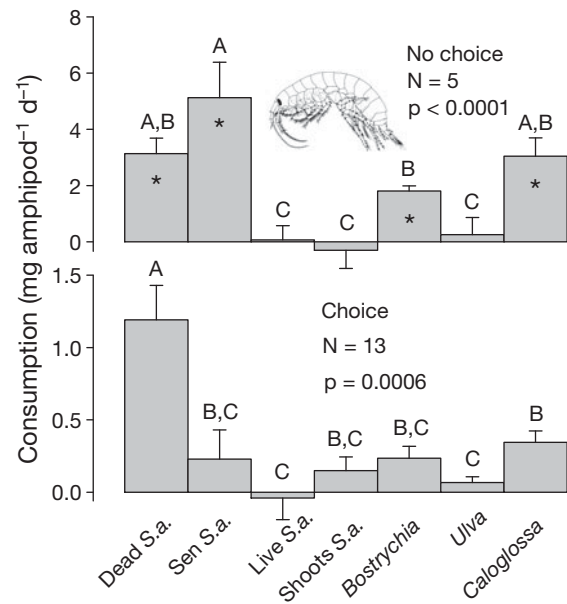 Consumption (mg amphipod⁻¹ d⁻¹)
8
6
4
2
0
A,B
*
A
*
C
C
B
*
C
A,B
*
No choice
N = 5
p < 0.0001
1.5
1.0
0.5
0.0
A
B,C
C
B,C
B,C
C
B
Choice
N = 13
p = 0.0006
Dead S.a.
Sen S.a.
Live S.a.
Shoots S.a.
Bostrychia
Ulva
Caloglossa